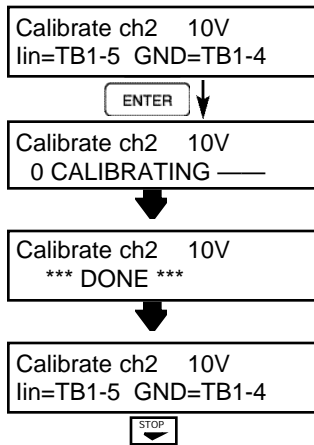 Calibrate ch2 10V
Iin=TB1-5 GND=TB1-4
ENTER
Calibrate ch2 10V
0 CALIBRATING ——
Calibrate ch2 10V
*** DONE ***
Calibrate ch2 10V
Iin=TB1-5 GND=TB1-4
STOP